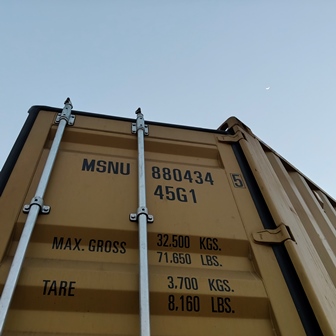 MSNU 880434 5
45G1
MAX. GROSS 32.500 KGS.
71.650 LBS.
TARE 3,700 KGS.
8,160 LBS.